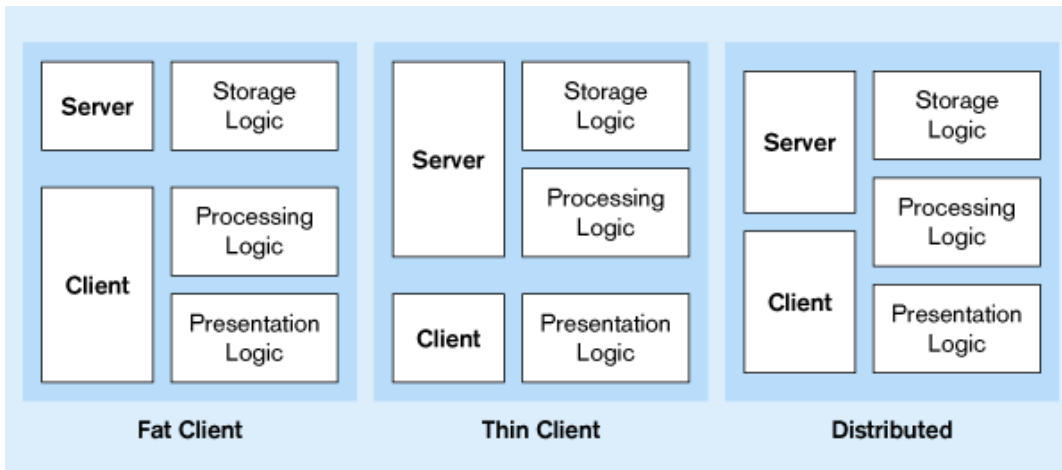 Server
Storage
Logic
Client
Processing
Logic
Presentation
Logic
Fat Client
Server
Storage
Logic
Processing
Logic
Client
Presentation
Logic
Thin Client
Server
Storage
Logic
Processing
Logic
Client
Presentation
Logic
Distributed